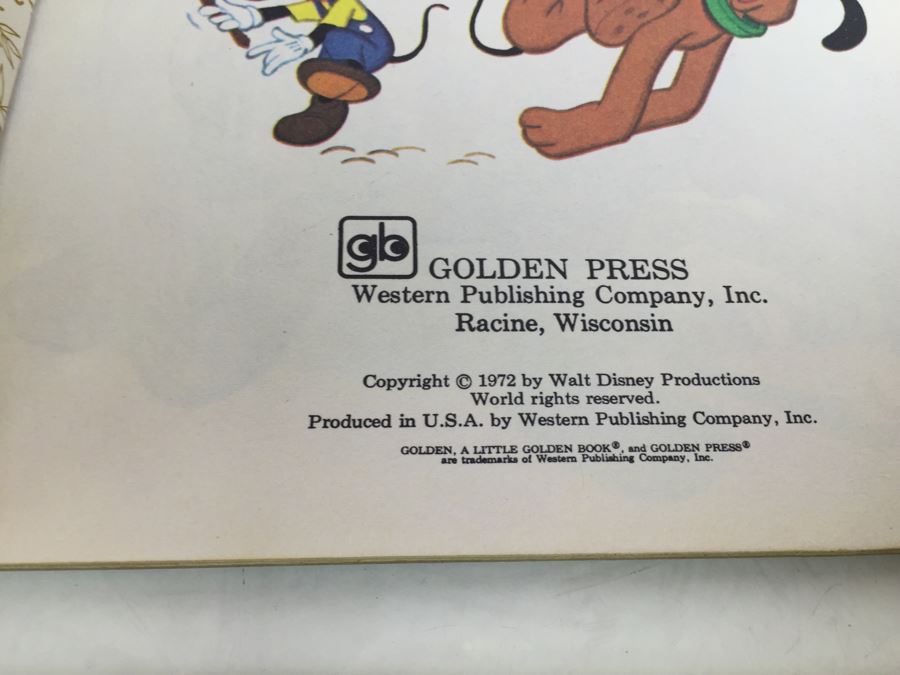 gb GOLDEN PRESS
Western Publishing Company, Inc.
Racine, Wisconsin
Copyright © 1972 by Walt Disney Productions
World rights reserved.
Produced in U.S.A. by Western Publishing Company, Inc.
GOLDEN, A LITTLE GOLDEN BOOK®, and GOLDEN PRESS®
are trademarks of Western Publishing Company, Inc.